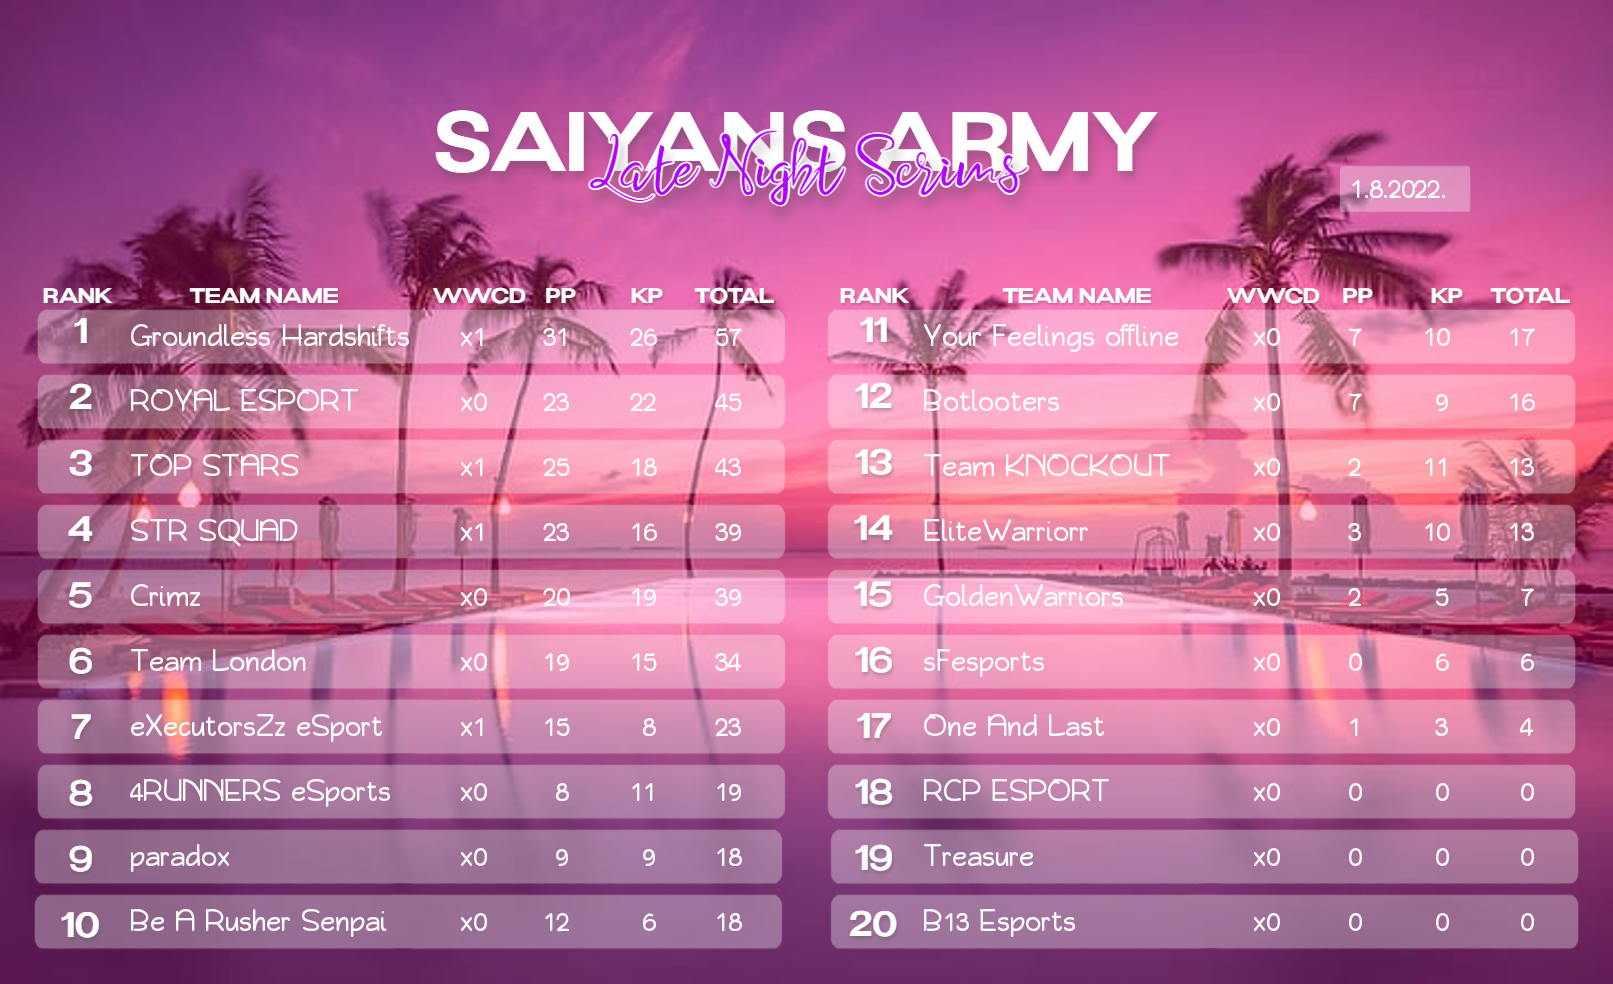 SAIYANS ARMY
Late Night Scrims
1.8.2022.
RANK TEAM NAME WWCD PP KP TOTAL
1 Groundless Hardshifts x1 31 26 57
2 ROYAL ESPORT x0 23 22 45
3 TOP STARS x1 25 18 43
4 STR SQUAD x1 23 16 39
5 Crimz x0 20 19 39
6 Team London x0 19 15 34
7 eXecutorsZz eSport x1 15 8 23
8 4RUNNERS eSports x0 8 11 19
9 paradox x0 9 9 18
10 Be A Rusher Senpai x0 12 6 18
RANK TEAM NAME WWCD PP KP TOTAL
11 Your Feelings offline x0 7 10 17
12 Botlooters x0 7 9 16
13 Team KNOCKOUT x0 2 11 13
14 EliteWarriorr x0 3 10 13
15 GoldenWarriors x0 2 5 7
16 sFesports x0 0 6 6
17 One And Last x0 1 3 4
18 RCP ESPORT x0 0 0 0
19 Treasure x0 0 0 0
20 B13 Esports x0 0 0 0